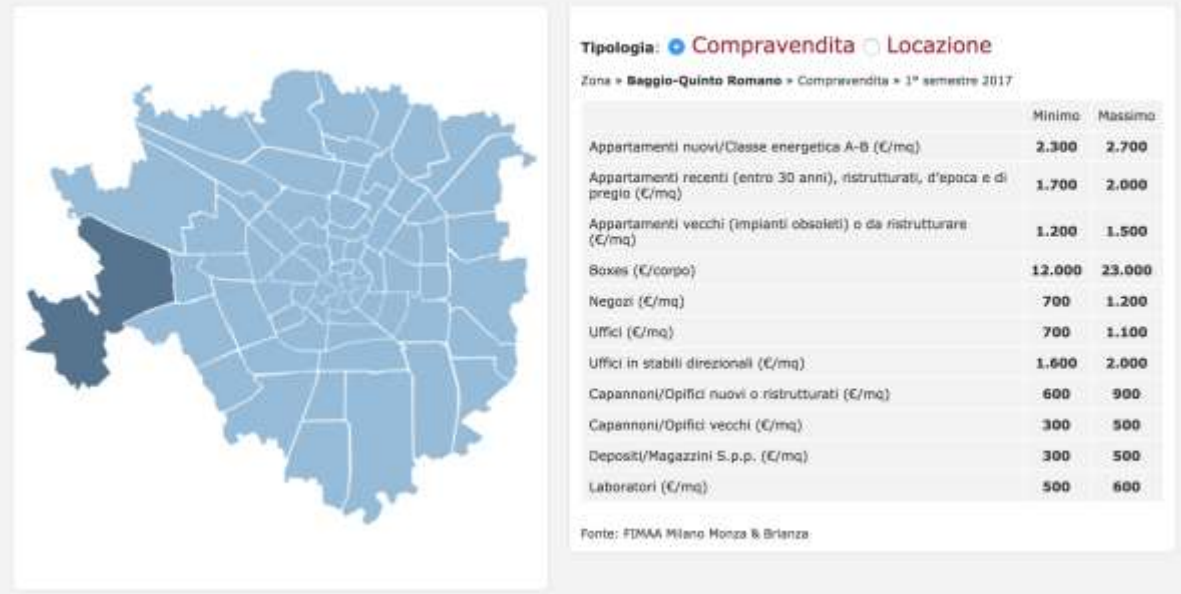 Tipologia: Compravendita Locazione
Zona » Baggio-Quinto Romano » Compravendita » 1° semestre 2017
Minimo Massimo
Appartamenti nuovi/Classe energetica A-B (€/mq) 2.300 2.700
Appartamenti recenti (entro 30 anni), ristrutturati, d'epoca e di
pregio (€/mq) 1.700 2.000
Appartamenti vecchi (impianti obsoleti) o da ristrutturare
(€/mq) 1.200 1.500
Boxes (€/corpo) 12.000 23.000
Negozi (€/mq) 700 1.200
Uffici (€/mq) 700 1.100
Uffici in stabili direzionali (€/mq) 1.600 2.000
Capannoni/Opifici nuovi o ristrutturati (€/mq) 600 900
Capannoni/Opifici vecchi (€/mq) 300 500
Depositi/Magazzini S.p.p. (€/mq) 300 500
Laboratori (€/mq) 500 600
Fonte: FIMAA Milano Monza & Brianza